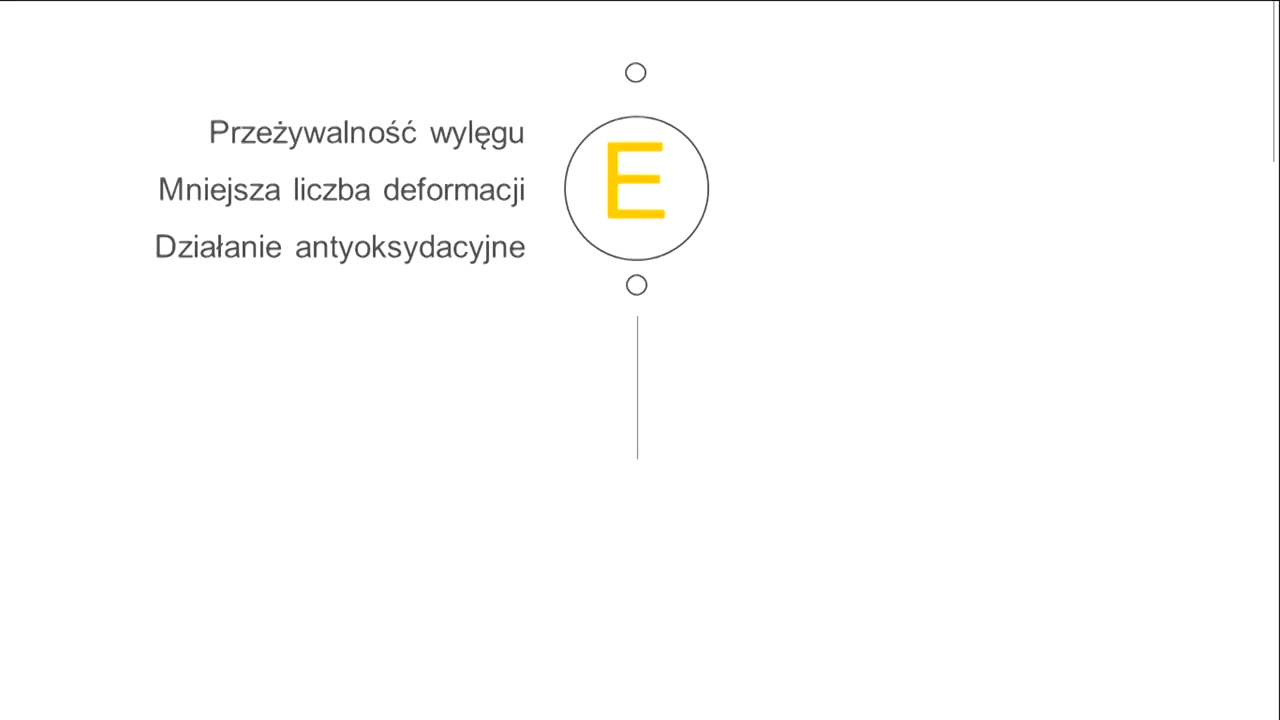 Przeżywalność wylęgu
Mniejsza liczba deformacji
Działanie antyoksydacyjne
E